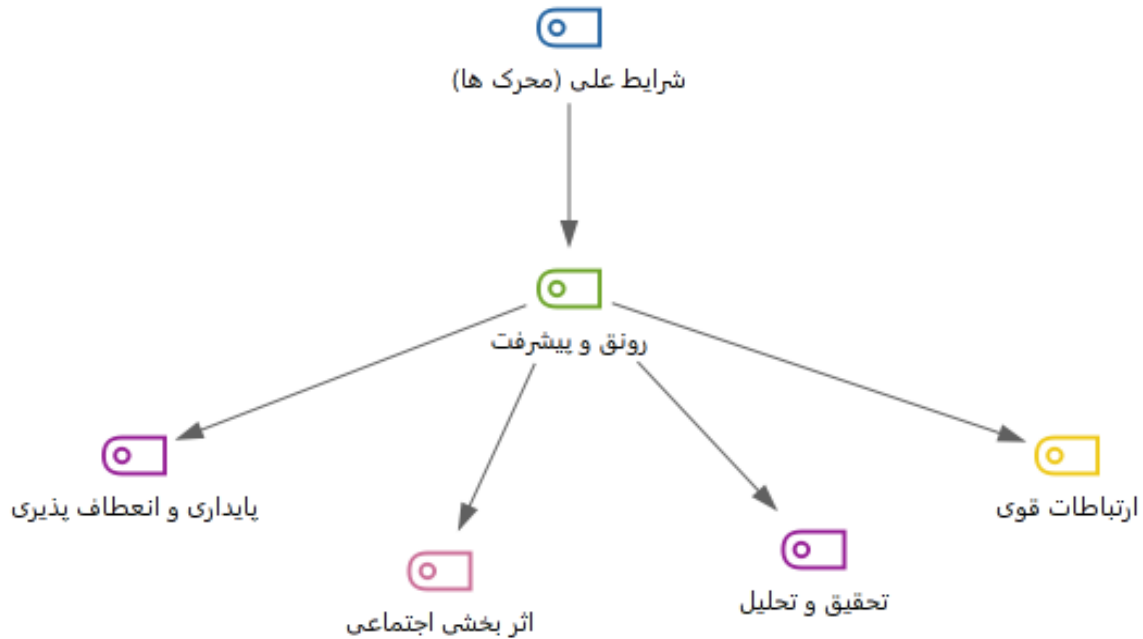 شرایط علی (محرک ها)
رونق و پیشرفت
ارتباطات قوی
پایداری و انعطاف پذیری
تحقیق و تحلیل
اثر بخشی اجتماعی